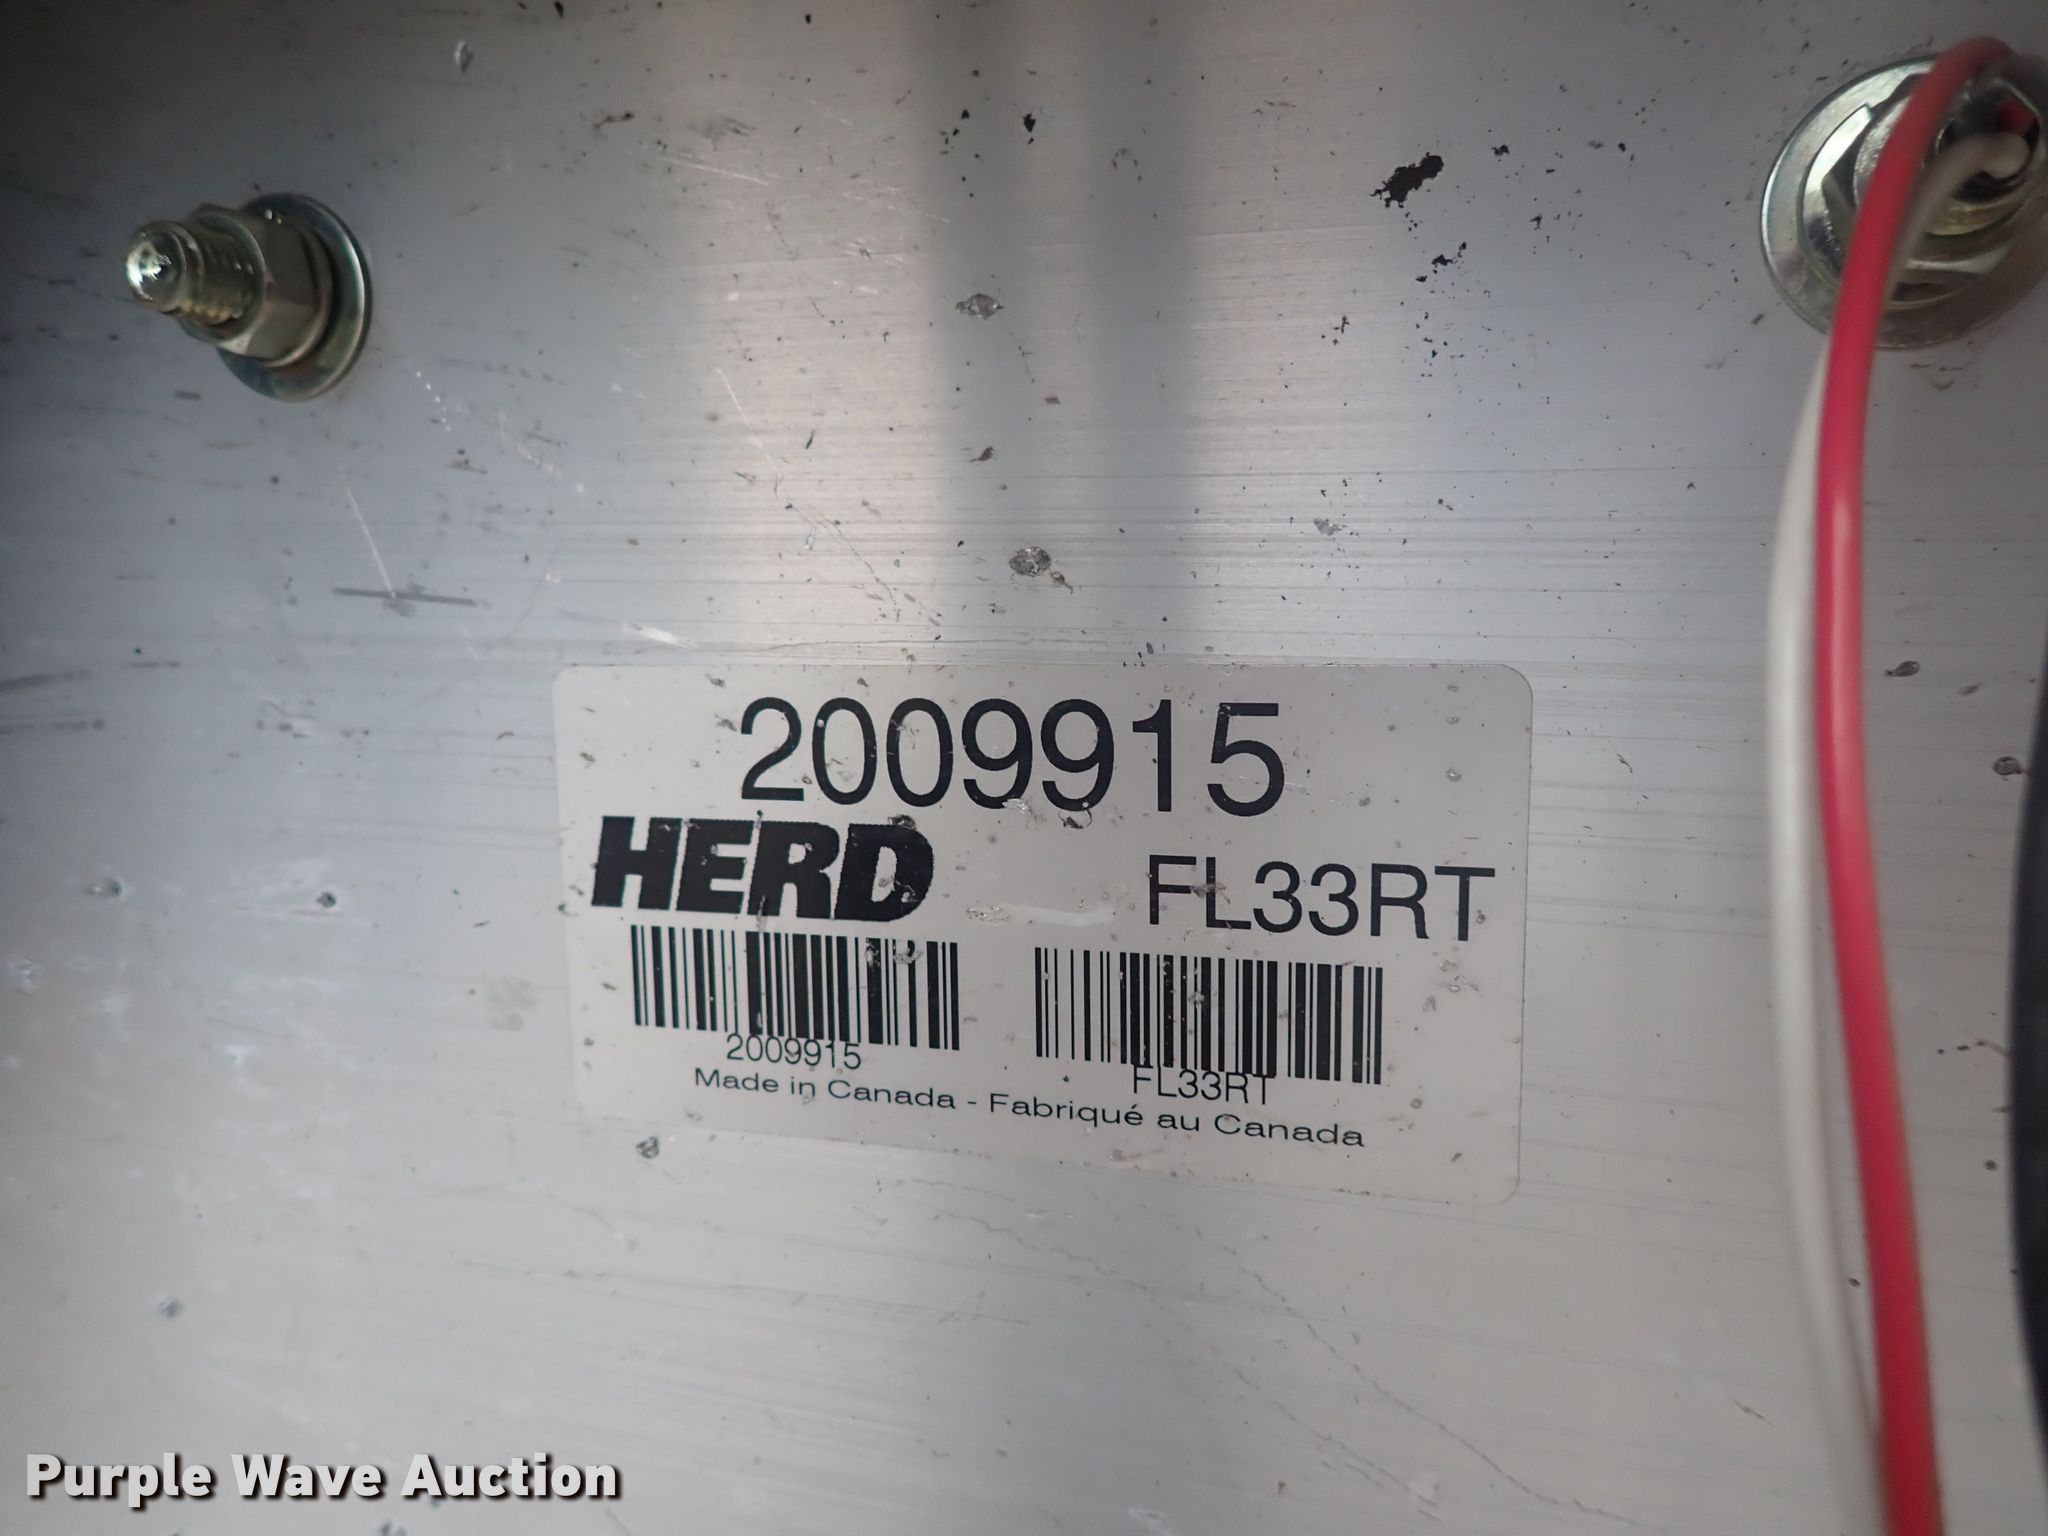 2009915
HERD FL33RT
2009915 FL33RT
Made in Canada - Fabriqué au Canada
Purple Wave Auction